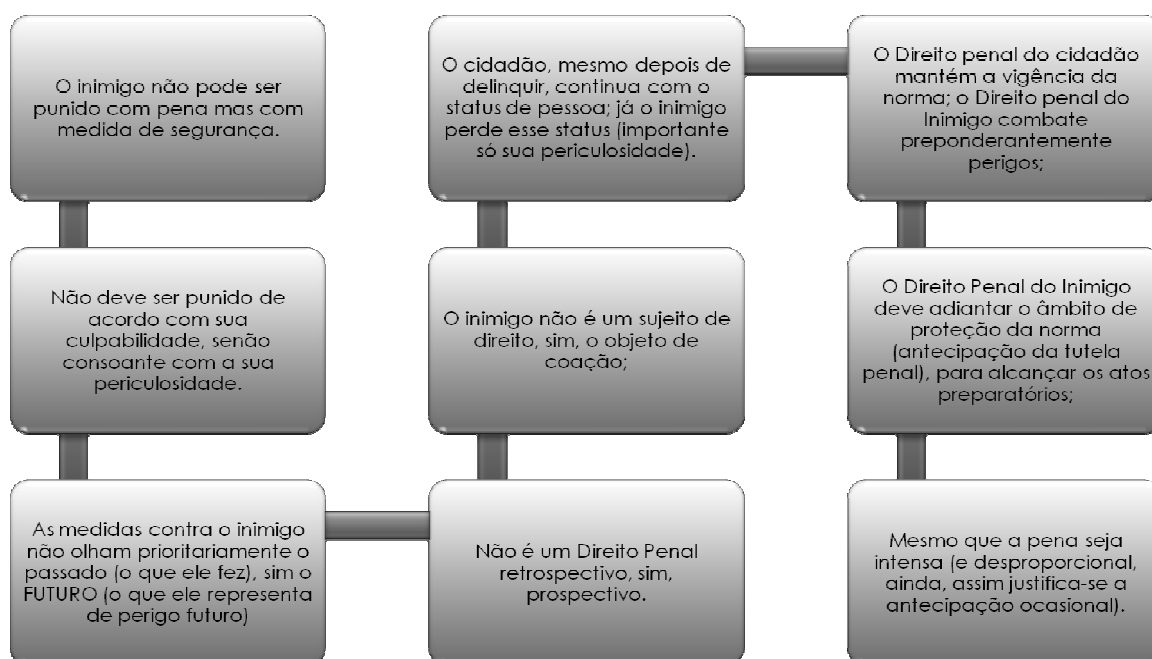 O inimigo não pode ser
punido com pena mas com
medida de segurança.
Não deve ser punido de
acordo com sua
culpabilidade, senão
consoante com a sua
periculosidade.
As medidas contra o inimigo
não olham prioritariamente o
passado (o que ele fez), sim o
FUTURO (o que ele representa
de perigo futuro)
Não é um Direito Penal
retrospectivo, sim,
prospectivo.
O inimigo não é um sujeito de
direito, sim, o objeto de
coação;
O cidadão, mesmo depois de
delinquir, continua com o
status de pessoa; já o inimigo
perde esse status (importante
só sua periculosidade).
O Direito penal do cidadão
mantém a vigência da
norma; o Direito penal do
Inimigo combate
preponderantemente
perigos;
O Direito Penal do Inimigo
deve adiantar o âmbito de
proteção da norma
(antecipação da tutela
penal), para alcançar os atos
preparatórios;
Mesmo que a pena seja
intensa (e desproporcional,
ainda, assim justifica-se a
antecipação ocasional).